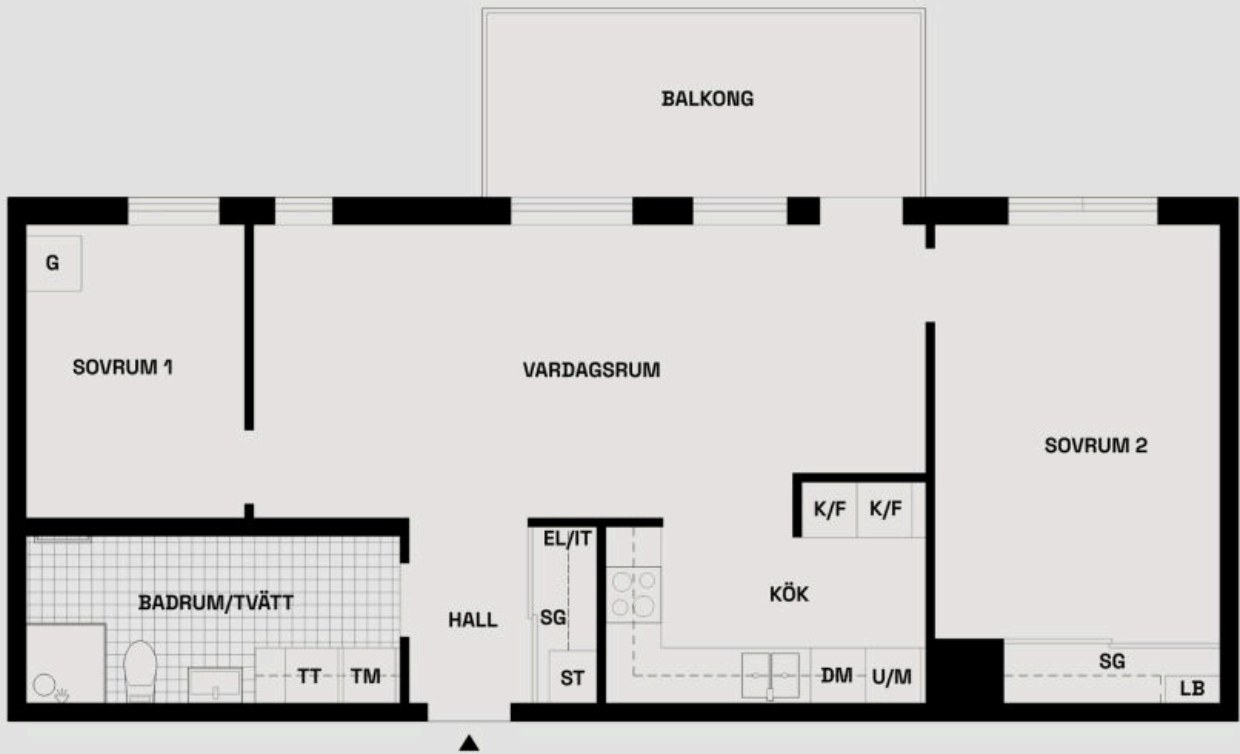 BALKONG
G
SOVRUM 1
VARDAGSRUM
SOVRUM 2
K/F
K/F
EL/IT
BADRUM/TVÄTT
HALL
SG
KÖK
TT
TM
ST
DM
U/M
SG
LB